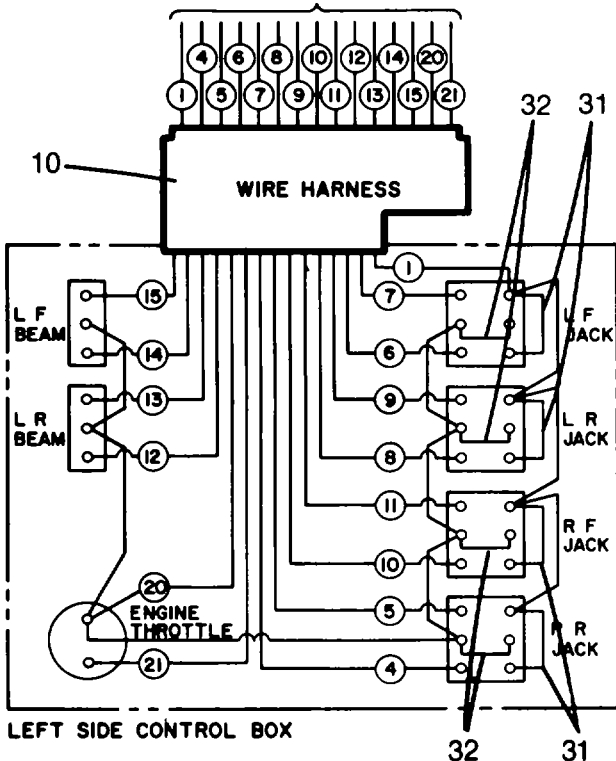 4 6 8 10 12 14 20
1 5 7 9 11 13 15 21
32 31
10
WIRE HARNESS
1
15 7
L F
BEAM
L F
JACK
14 6
13 9
L R
BEAM
L R
JACK
12 8
11
R F
JACK
10
20 5
ENGINE
THROTTLE
R R
JACK
21 4
LEFT SIDE CONTROL BOX
32 31